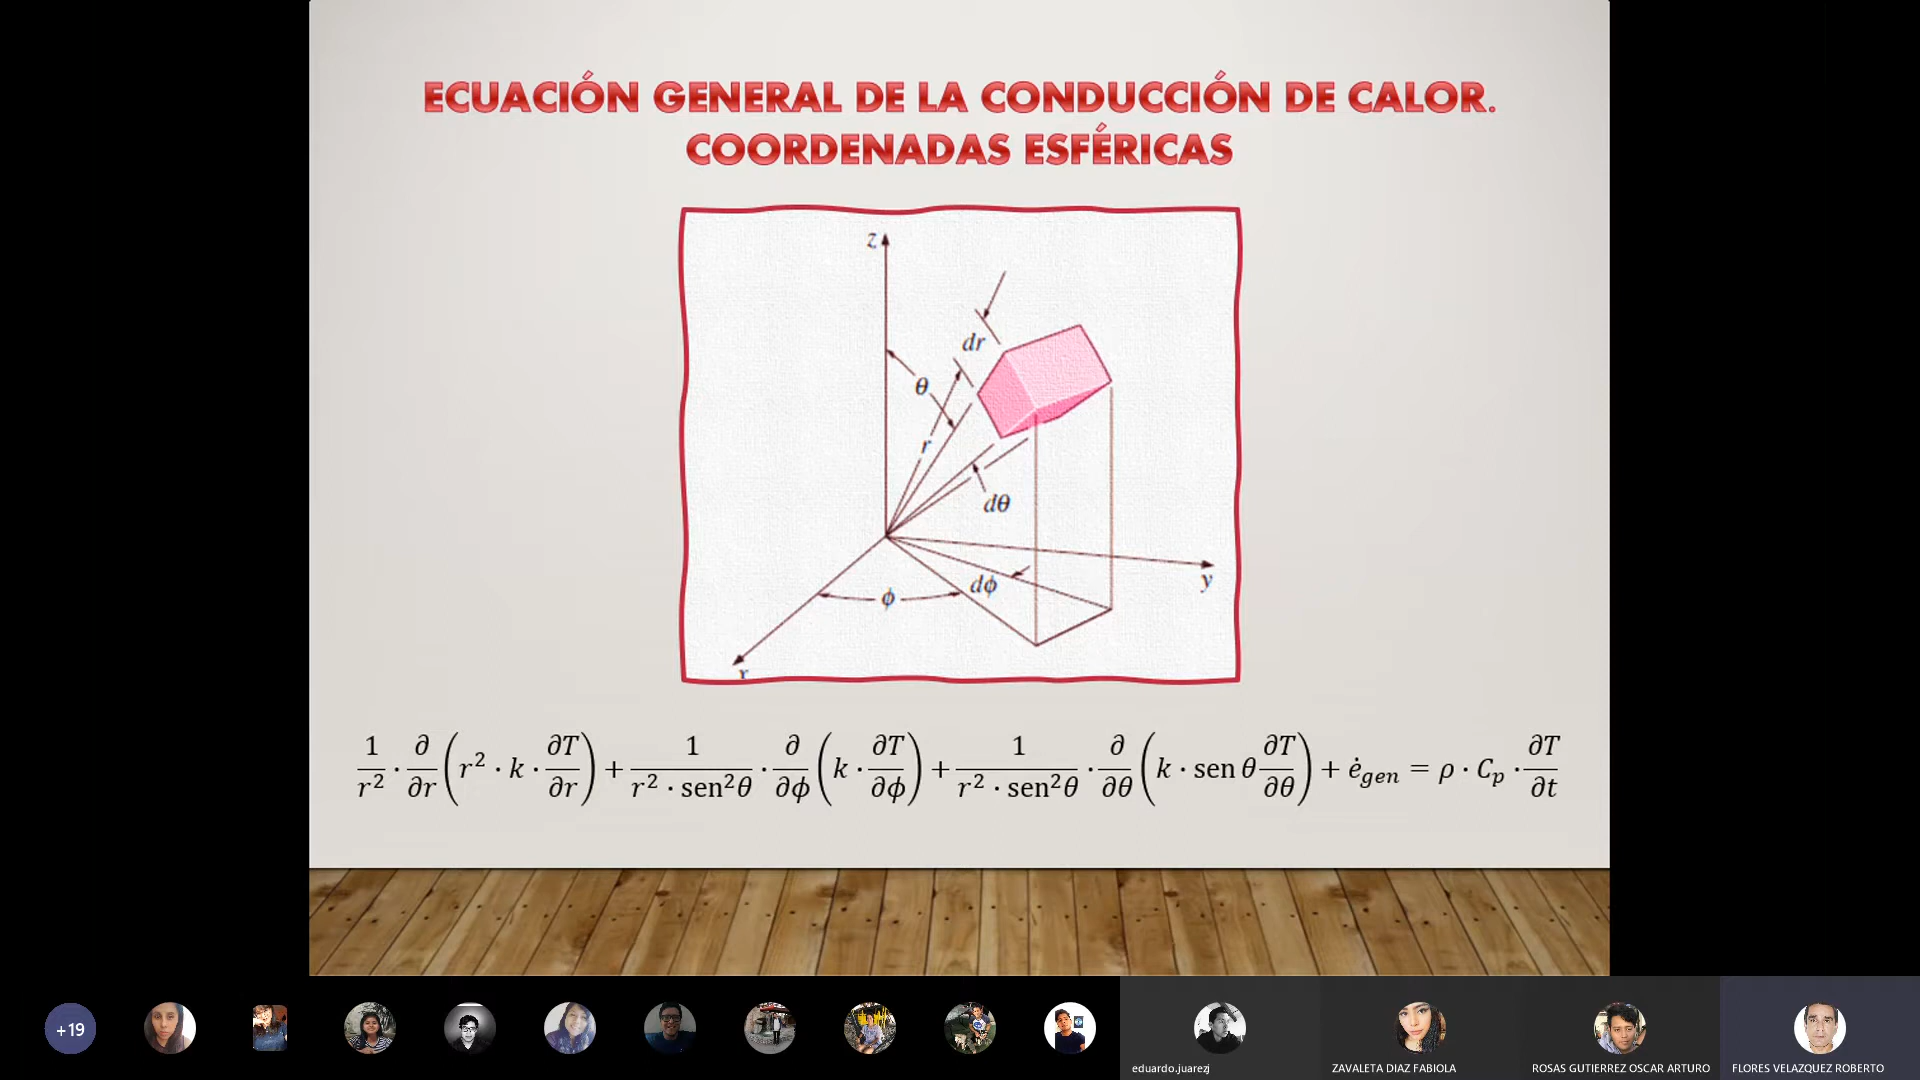 ECUACIÓN GENERAL DE LA CONDUCCIÓN DE CALOR.
COORDENADAS ESFÉRICAS
z
dr
θ
r
dθ
y
dϕ
ϕ
x
1/r² · ∂/∂r (r² · k · ∂T/∂r) + 1/(r² · sen²θ) · ∂/∂ϕ (k · ∂T/∂ϕ) + 1/(r² · sen²θ) · ∂/∂θ (k · sen θ ∂T/∂θ) + ė_gen = ρ · C_p · ∂T/∂t
+19
eduardo.juarezj
ZAVALETA DIAZ FABIOLA
ROSAS GUTIERREZ OSCAR ARTURO
FLORES VELAZQUEZ ROBERTO